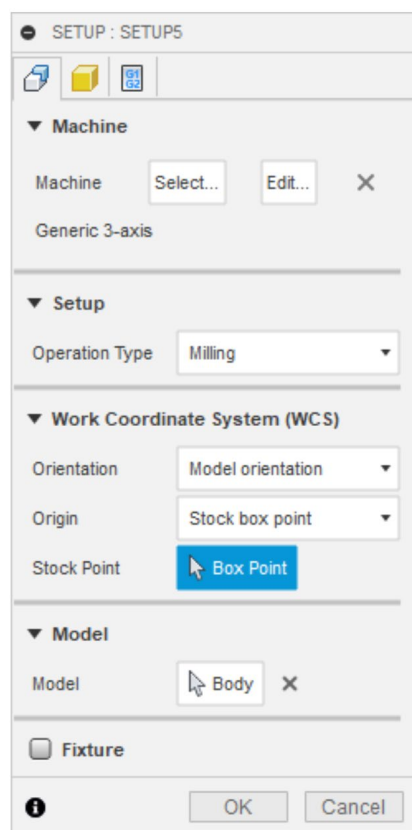 SETUP : SETUP5
G1
G2
Machine
Machine Select... Edit...
Generic 3-axis
Setup
Operation Type Milling
Work Coordinate System (WCS)
Orientation Model orientation
Origin Stock box point
Stock Point Box Point
Model
Model Body
Fixture
OK Cancel